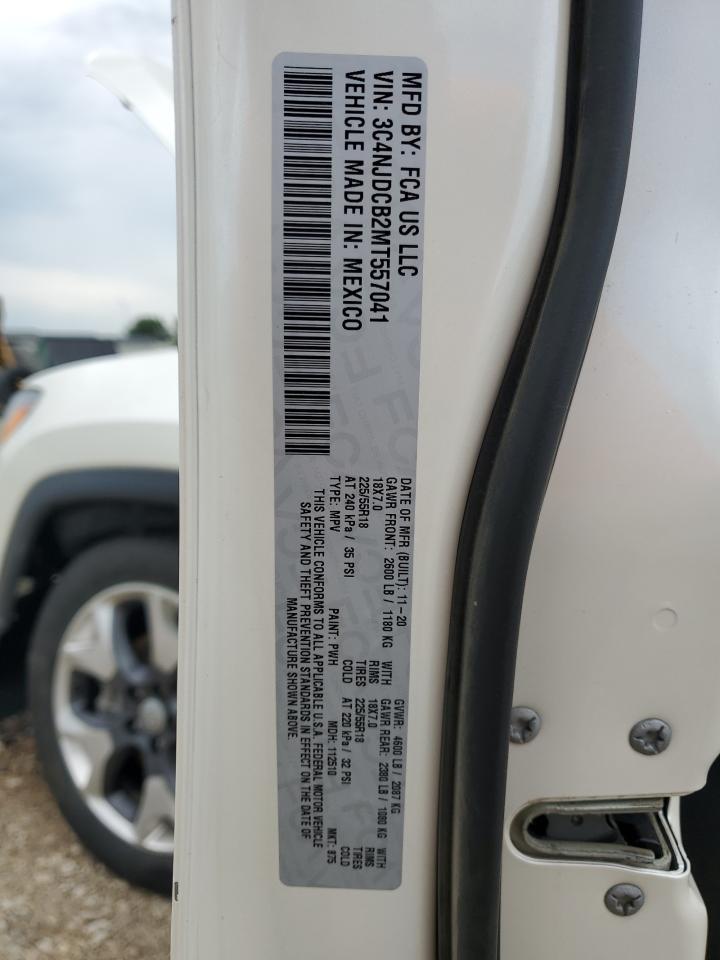 MFD BY: FCA US LLC
VIN: 3C4NJDCB2MT557041
VEHICLE MADE IN: MEXICO
DATE OF MFR (BUILT): 11-20 GVWR: 4600 LB / 2087 KG
GAWR FRONT: 2600 LB / 1180 KG WITH GAWR REAR: 2380 LB / 1080 KG WITH
18X7.0 RIMS 18X7.0 RIMS
225/55R18 TIRES 225/55R18 TIRES
AT 240 kPa / 35 PSI COLD AT 220 kPa / 32 PSI COLD
TYPE: MPV PAINT: PWH MDH: 112510 MKT: 875
THIS VEHICLE CONFORMS TO ALL APPLICABLE U.S.A. FEDERAL MOTOR VEHICLE
SAFETY AND THEFT PREVENTION STANDARDS IN EFFECT ON THE DATE OF
MANUFACTURE SHOWN ABOVE.